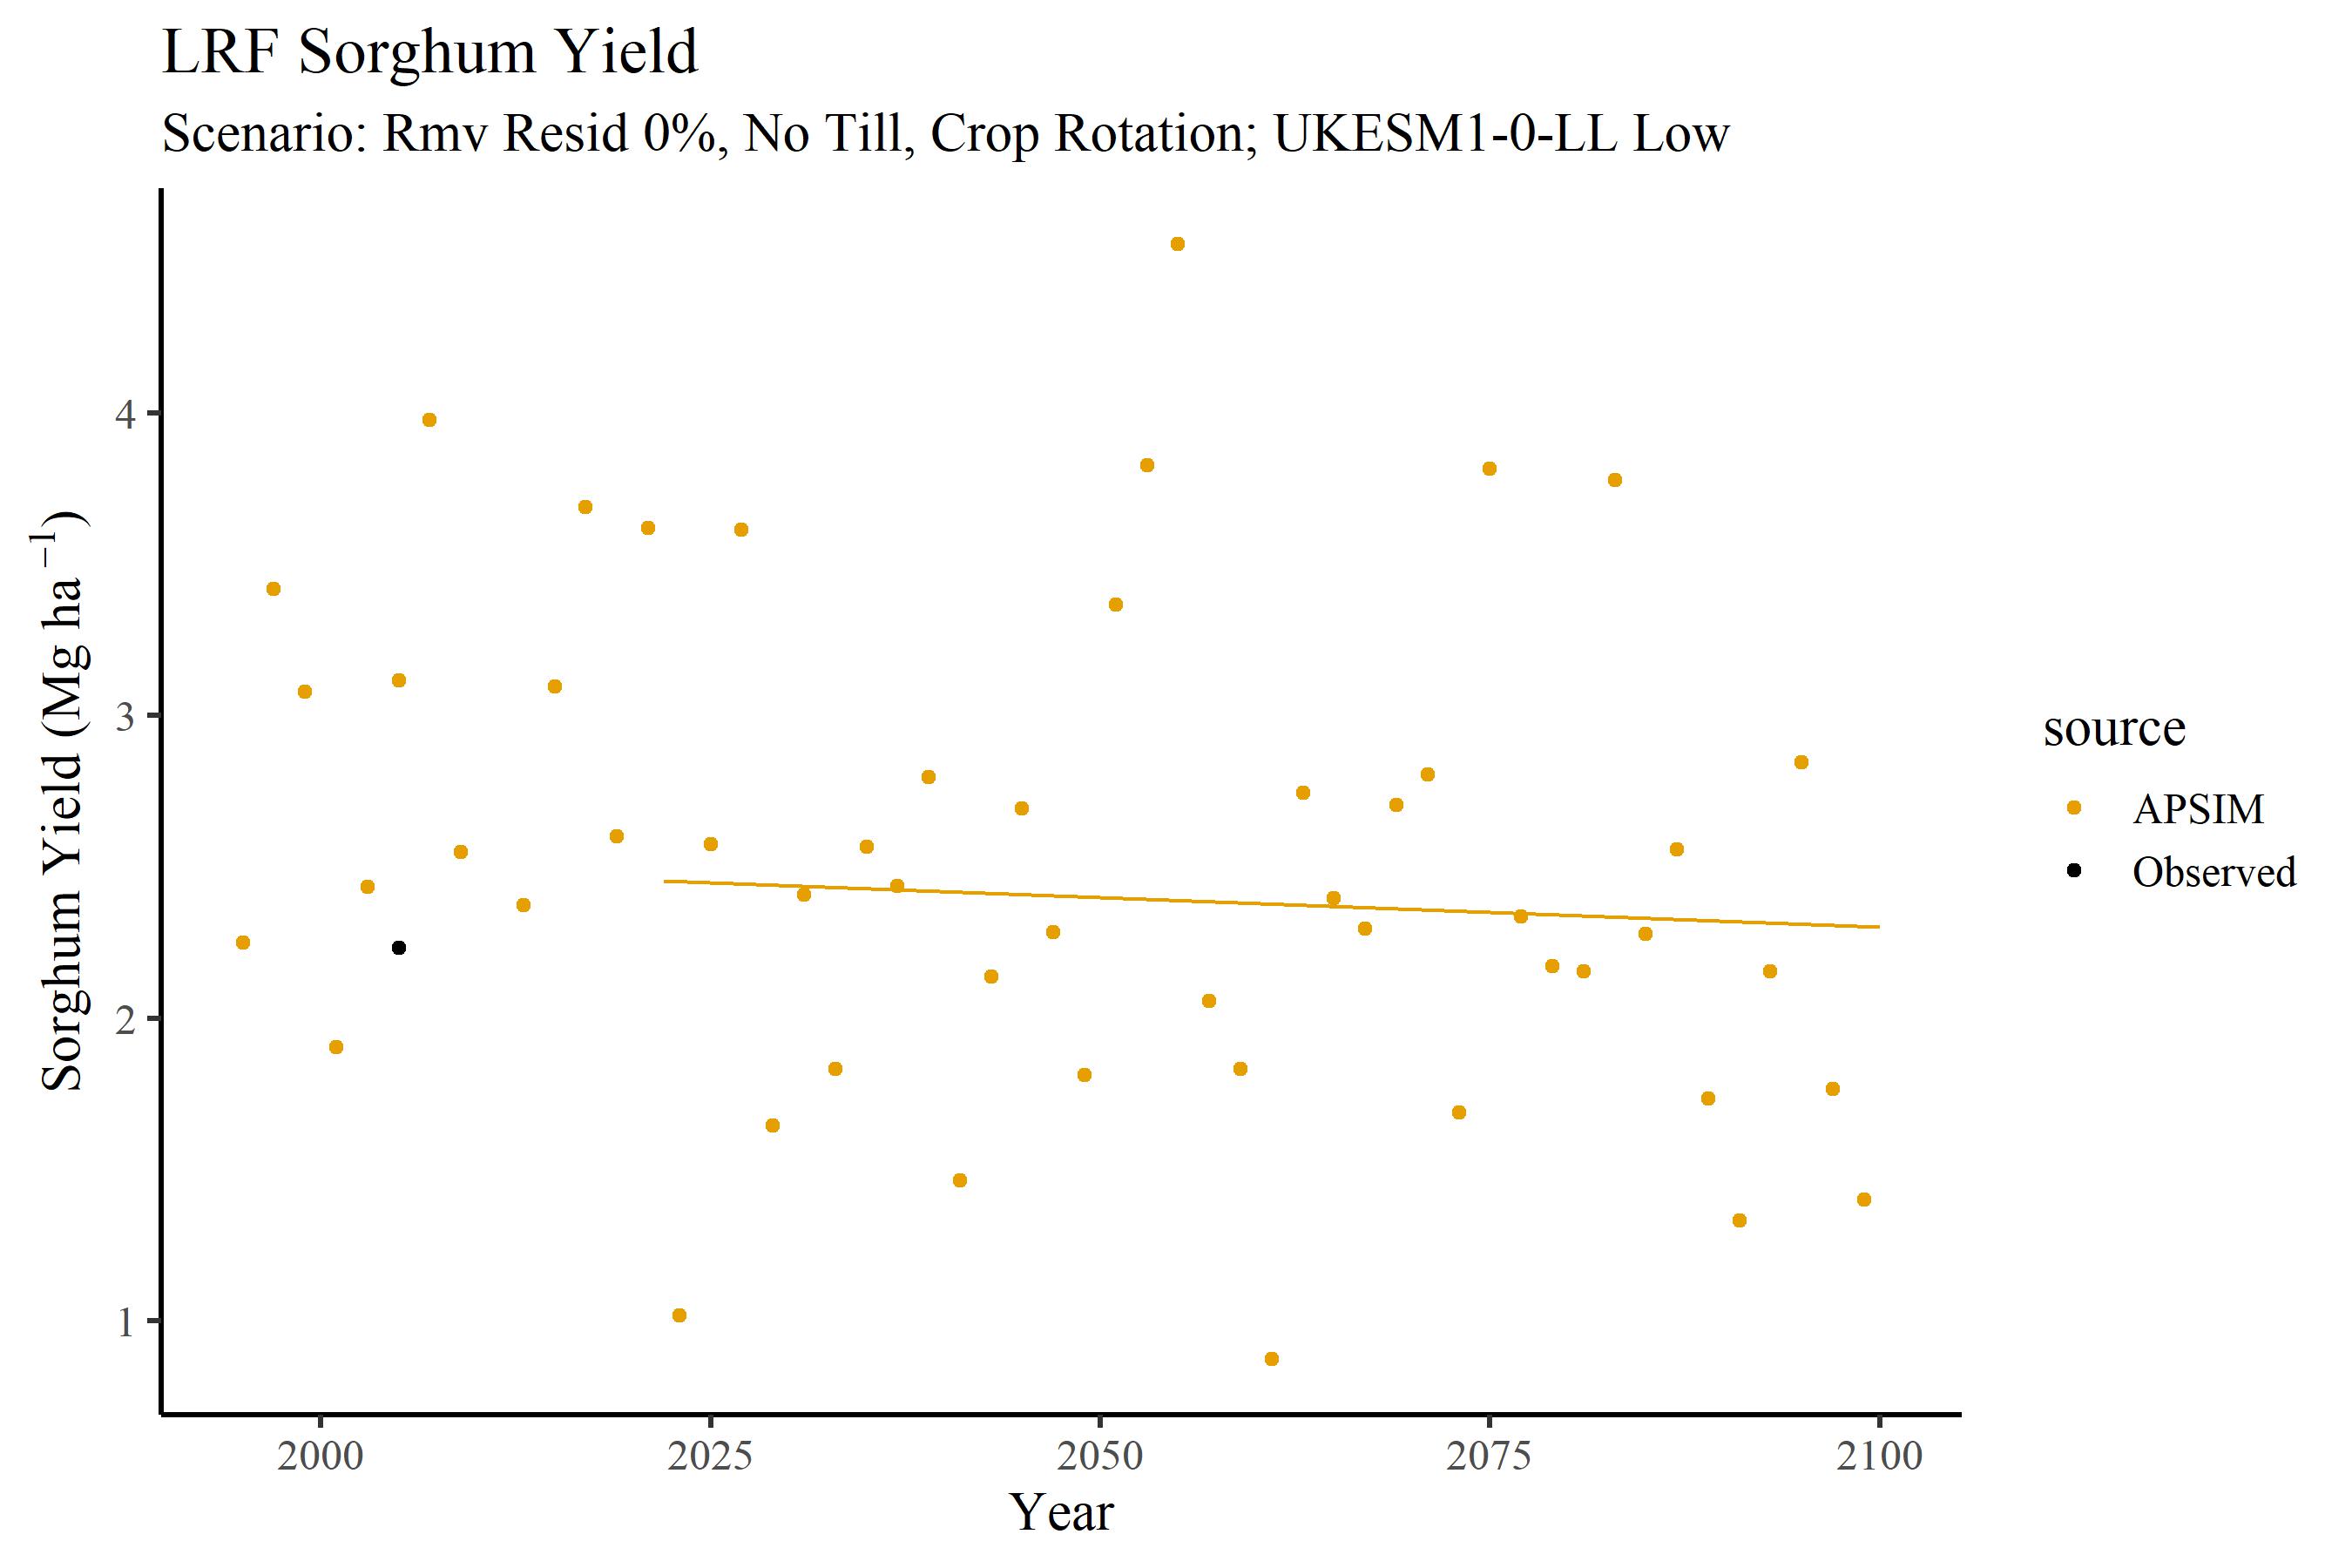 LRF Sorghum Yield
Scenario: Rmv Resid 0%, No Till, Crop Rotation; UKESM1-0-LL Low
Sorghum Yield (Mg ha⁻¹)
4
3
2
1
2000 2025 2050 2075 2100
Year
source
APSIM
Observed